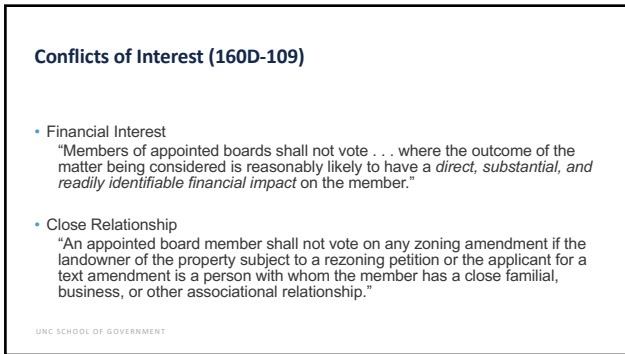 Conflicts of Interest (160D-109)
• Financial Interest
“Members of appointed boards shall not vote . . . where the outcome of the
matter being considered is reasonably likely to have a direct, substantial, and
readily identifiable financial impact on the member.”
• Close Relationship
“An appointed board member shall not vote on any zoning amendment if the
landowner of the property subject to a rezoning petition or the applicant for a
text amendment is a person with whom the member has a close familial,
business, or other associational relationship.”
UNC SCHOOL OF GOVERNMENT